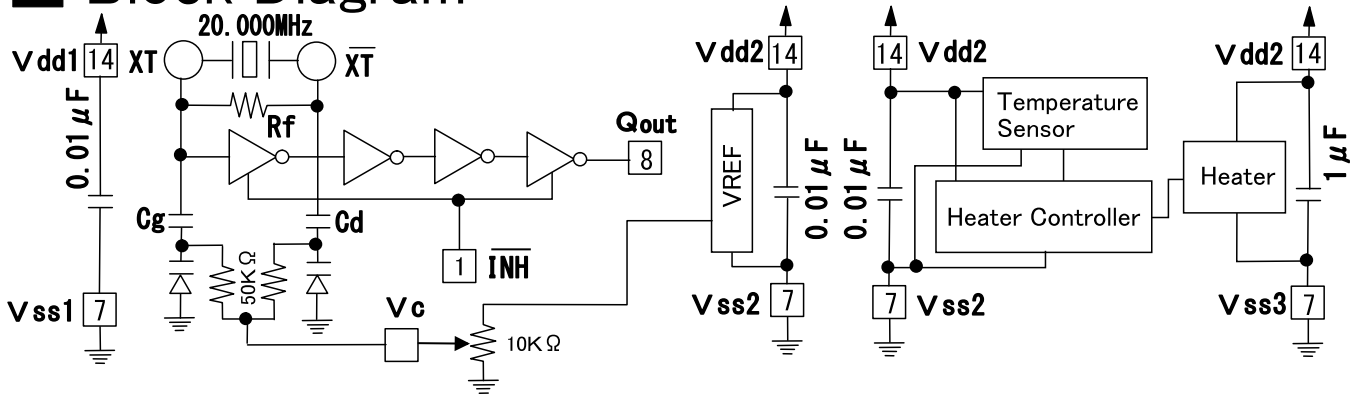 Block Diagram
20.000MHz
Vdd1
14
XT
XT
0.01μF
Rf
Cg
Cd
50KΩ
Vss1
7
Qout
8
1
INH
Vc
10KΩ
Vdd2
14
VREF
0.01μF
Vss2
7
Vdd2
14
0.01μF
Temperature
Sensor
Heater Controller
Vss2
7
Vdd2
14
Heater
1μF
Vss3
7